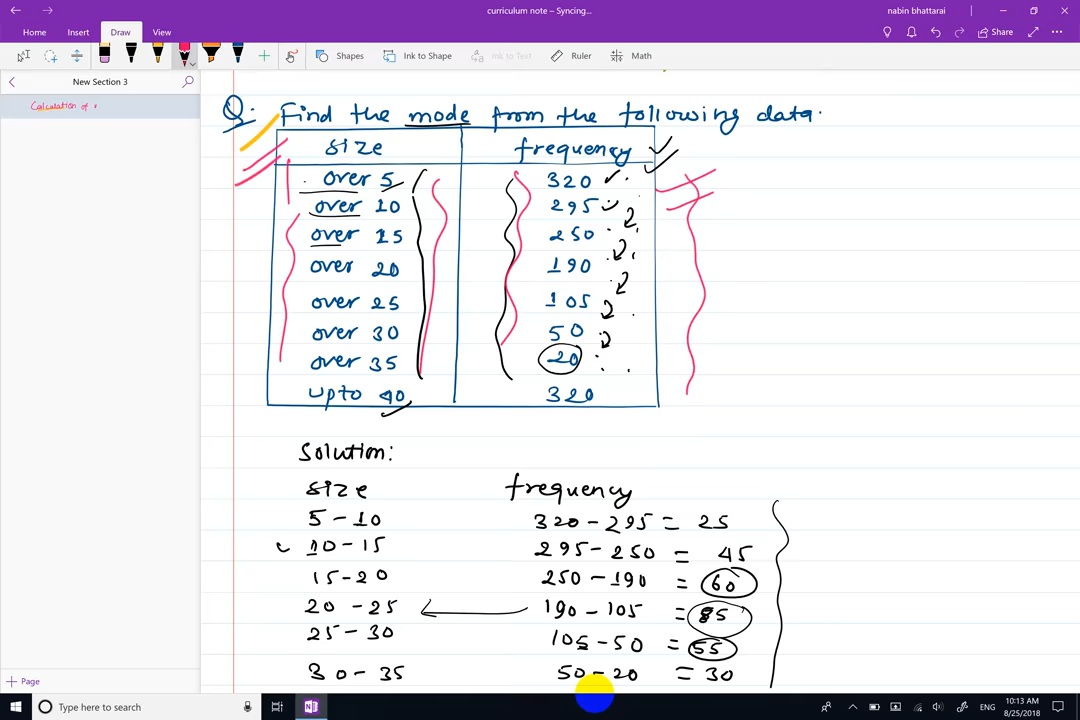 curriculum note – Syncing...
nabin bhattarai
Home Insert Draw View
Share
Shapes Ink to Shape Ink to Text Ruler Math
New Section 3
Calculation of
Q. Find the mode from the following data.
size frequency
over 5 320
over 10 295
over 15 250
over 20 190
over 25 105
over 30 50
over 35 20
upto 40 320
Solution:
size frequency
5 - 10 320 - 295 = 25
10 - 15 295 - 250 = 45
15 - 20 250 - 190 = 60
20 - 25 190 - 105 = 85
25 - 30 105 - 50 = 55
30 - 35 50 - 20 = 30
Page
Type here to search
ENG
10:13 AM
8/25/2018